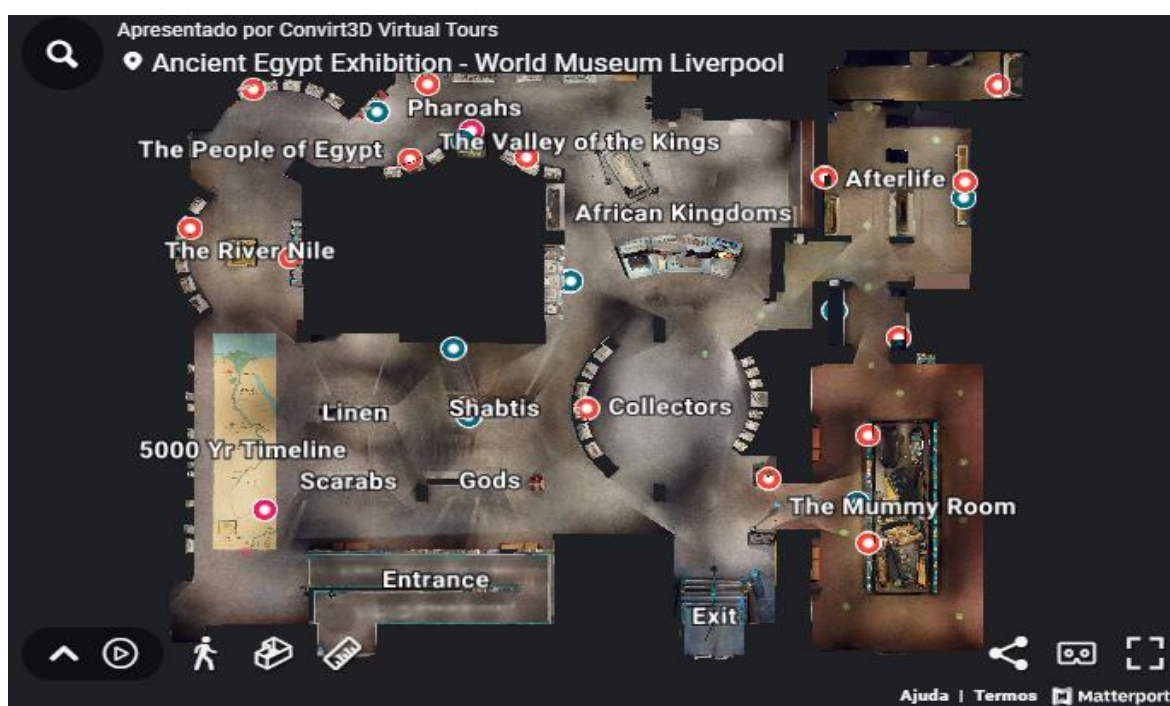 Apresentado por Convirt3D Virtual Tours
Ancient Egypt Exhibition - World Museum Liverpool
Pharoahs
The People of Egypt
The Valley of the Kings
Afterlife
African Kingdoms
The River Nile
Linen
Shabtis
Collectors
5000 Yr Timeline
Scarabs
Gods
The Mummy Room
Entrance
Exit
Ajuda | Termos Matterport